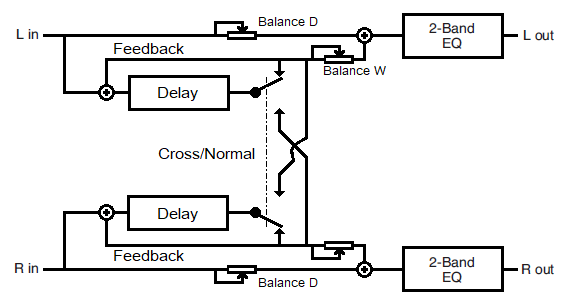 Balance D
L in
2-Band
EQ
L out
Feedback
Balance W
Delay
Cross/Normal
Delay
Feedback
R in
2-Band
EQ
R out
Balance D